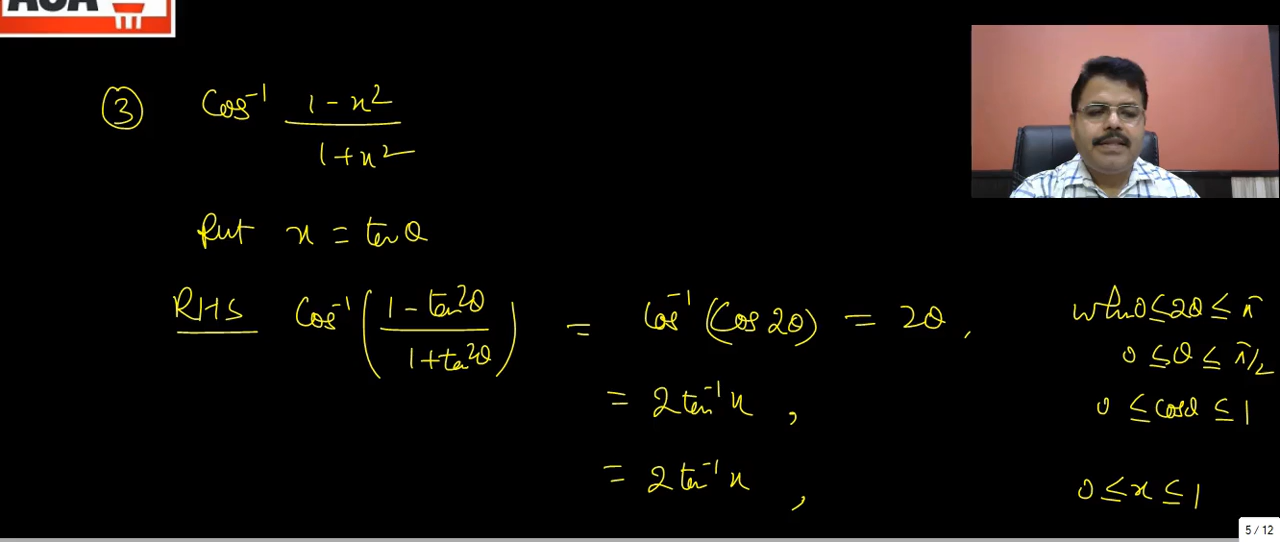 ACA
③ Cos⁻¹ (1 - x²)/(1 + x²)
Put x = tan θ
RHS Cos⁻¹((1 - tan²θ)/(1 + tan²θ)) = Cos⁻¹(Cos 2θ) = 2θ, when 0 ≤ 2θ ≤ π
0 ≤ θ ≤ π/2
= 2 tan⁻¹ x , 0 ≤ cosθ ≤ 1
= 2 tan⁻¹ x , 0 ≤ x ≤ 1
5 / 12